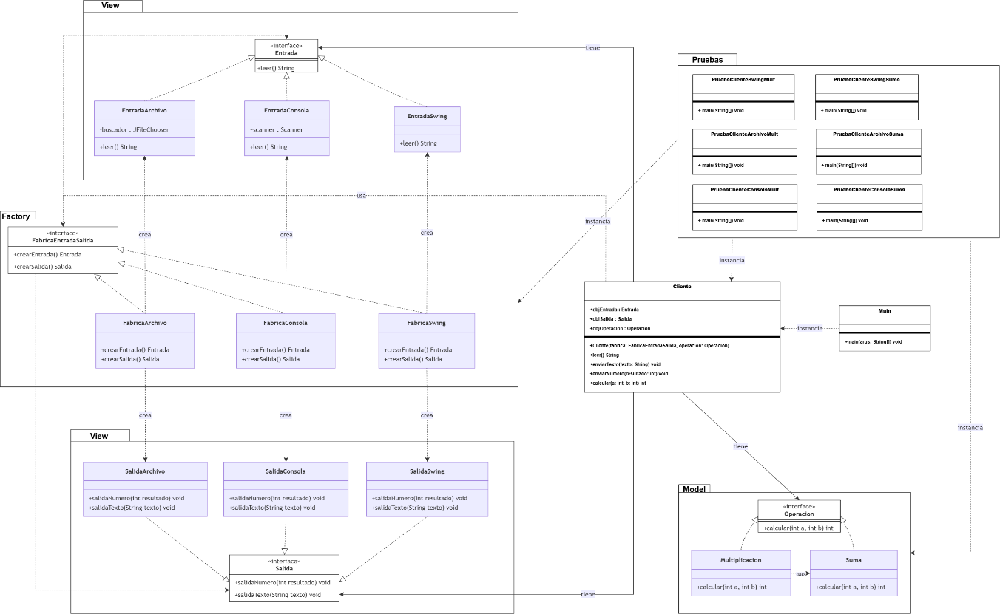 View
«interface»
Entrada
+leer() String
EntradaArchivo
-buscador : JFileChooser
+leer() String
EntradaConsola
-scanner : Scanner
+leer() String
EntradaSwing
+leer() String
tiene
Pruebas
PruebaClienteSwingMult
+ main(String[]) void
PruebaClienteSwingSuma
+ main(String[]) void
PruebaClienteArchivoMult
+ main(String[]) void
PruebaClienteArchivoSuma
+ main(String[]) void
PruebaClienteConsolaMult
+ main(String[]) void
PruebaClienteConsolaSuma
+ main(String[]) void
usa
instancia
instancia
Factory
«interface»
FabricaEntradaSalida
+crearEntrada() Entrada
+crearSalida() Salida
crea
crea
crea
FabricaArchivo
+crearEntrada() Entrada
+crearSalida() Salida
FabricaConsola
+crearEntrada() Entrada
+crearSalida() Salida
FabricaSwing
+crearEntrada() Entrada
+crearSalida() Salida
Cliente
+objEntrada : Entrada
+objSalida : Salida
+objOperacion : Operacion
+Cliente(fabrica: FabricaEntradaSalida, operacion: Operacion)
+leer() String
+enviarTexto(texto: String) void
+enviarNumero(resultado: int) void
+calcular(a: int, b: int) int
instancia
Main
+main(args: String[]) void
crea
crea
crea
tiene
instancia
View
SalidaArchivo
+salidaNumero(int resultado) void
+salidaTexto(String texto) void
SalidaConsola
+salidaNumero(int resultado) void
+salidaTexto(String texto) void
SalidaSwing
+salidaNumero(int resultado) void
+salidaTexto(String texto) void
«interface»
Salida
+salidaNumero(int resultado) void
+salidaTexto(String texto) void
tiene
Model
«interface»
Operacion
+calcular(int a, int b) int
Multiplicacion
+calcular(int a, int b) int
Suma
+calcular(int a, int b) int